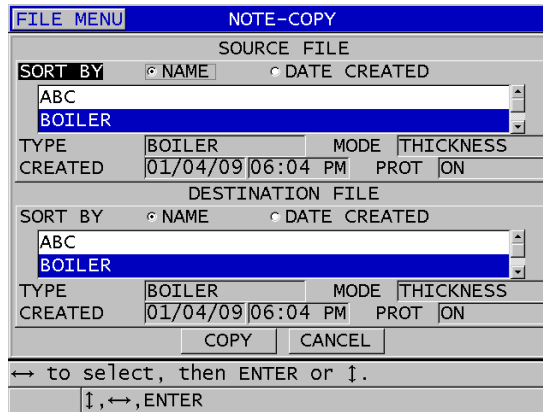 FILE MENU NOTE-COPY
SOURCE FILE
SORT BY NAME DATE CREATED
ABC
BOILER
TYPE BOILER MODE THICKNESS
CREATED 01/04/09 06:04 PM PROT ON
DESTINATION FILE
SORT BY NAME DATE CREATED
ABC
BOILER
TYPE BOILER MODE THICKNESS
CREATED 01/04/09 06:04 PM PROT ON
COPY CANCEL
↔ to select, then ENTER or ↕.
↕,↔,ENTER